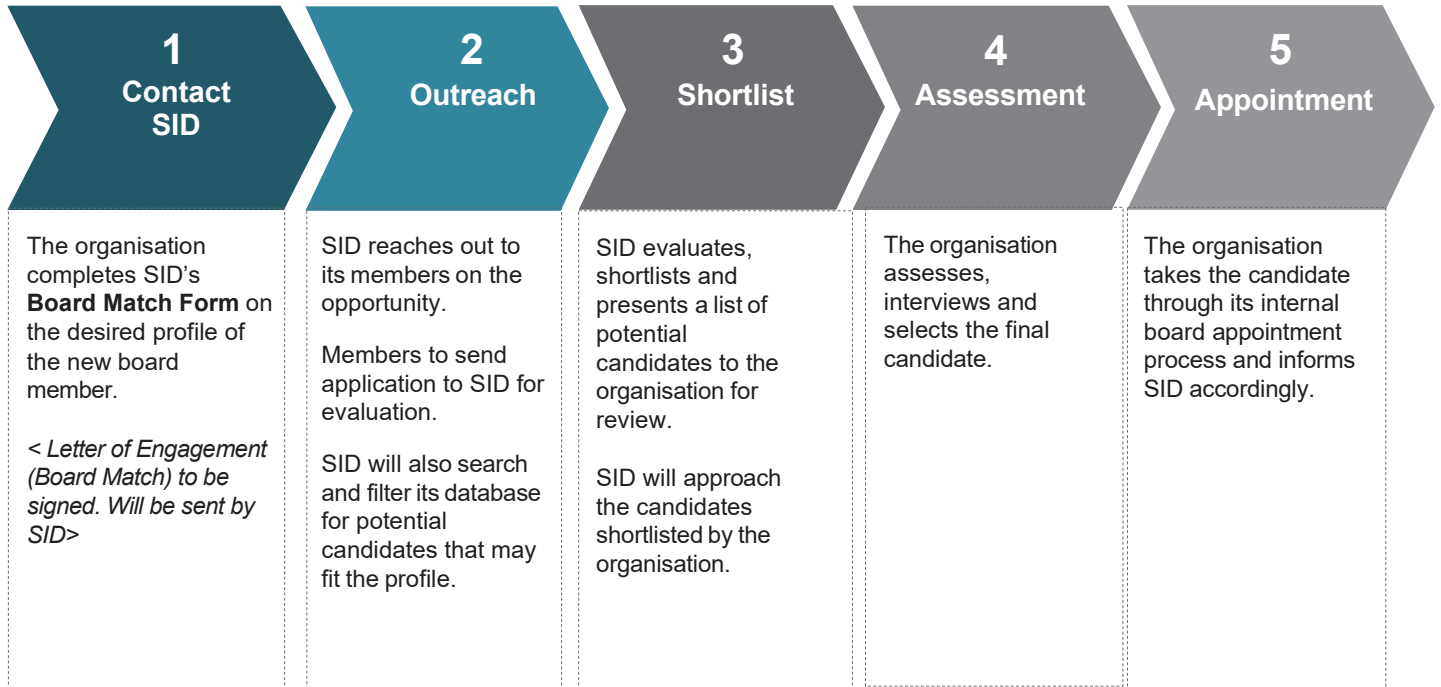 1
Contact
SID
The organisation
completes SID's
Board Match Form on
the desired profile of
the new board
member.
< Letter of Engagement
(Board Match) to be
signed. Will be sent by
SID>
2
Outreach
SID reaches out to
its members on the
opportunity.
Members to send
application to SID for
evaluation.
SID will also search
and filter its database
for potential
candidates that may
fit the profile.
3
Shortlist
SID evaluates,
shortlists and
presents a list of
potential
candidates to the
organisation for
review.
SID will approach
the candidates
shortlisted by the
organisation.
4
Assessment
The organisation
assesses,
interviews and
selects the final
candidate.
5
Appointment
The organisation
takes the candidate
through its internal
board appointment
process and informs
SID accordingly.